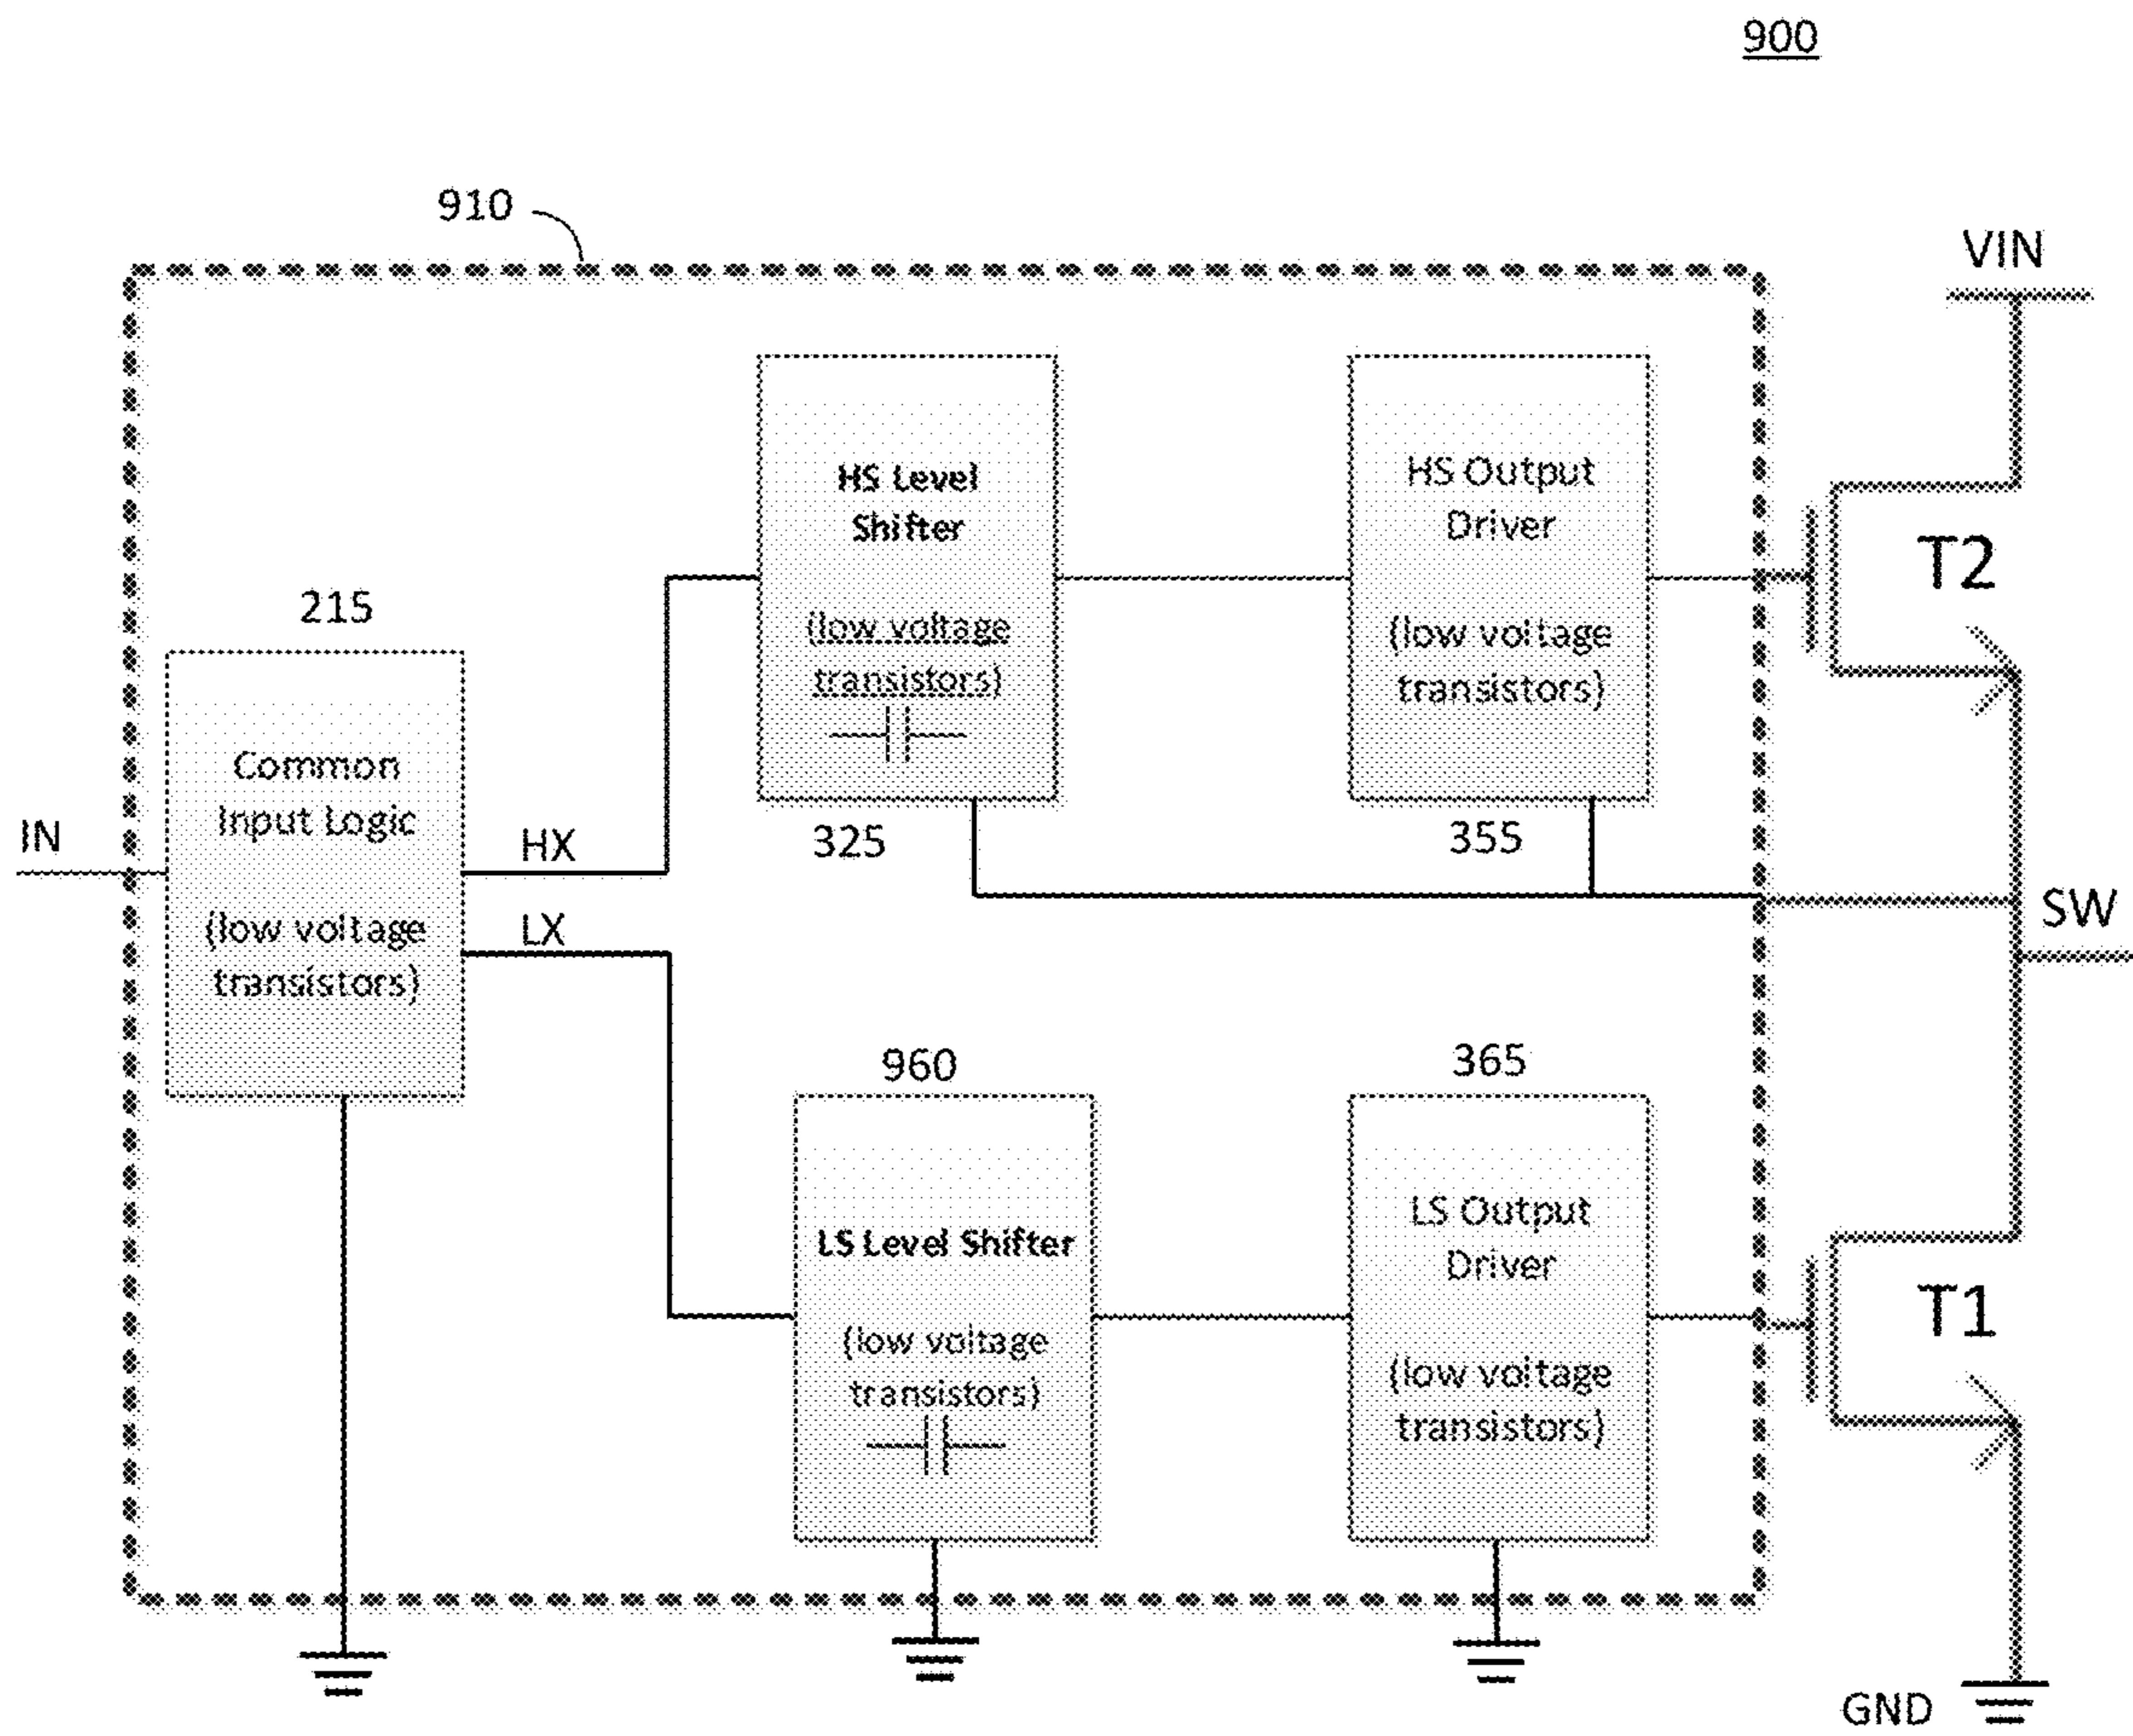 900
910
VIN
HS Level
Shifter
(low voltage
transistors)
325
HS Output
Driver
(low voltage
transistors)
355
T2
215
Common
Input Logic
(low voltage
transistors)
IN
HX
LX
SW
960
LS Level Shifter
(low voltage
transistors)
365
LS Output
Driver
(low voltage
transistors)
T1
GND